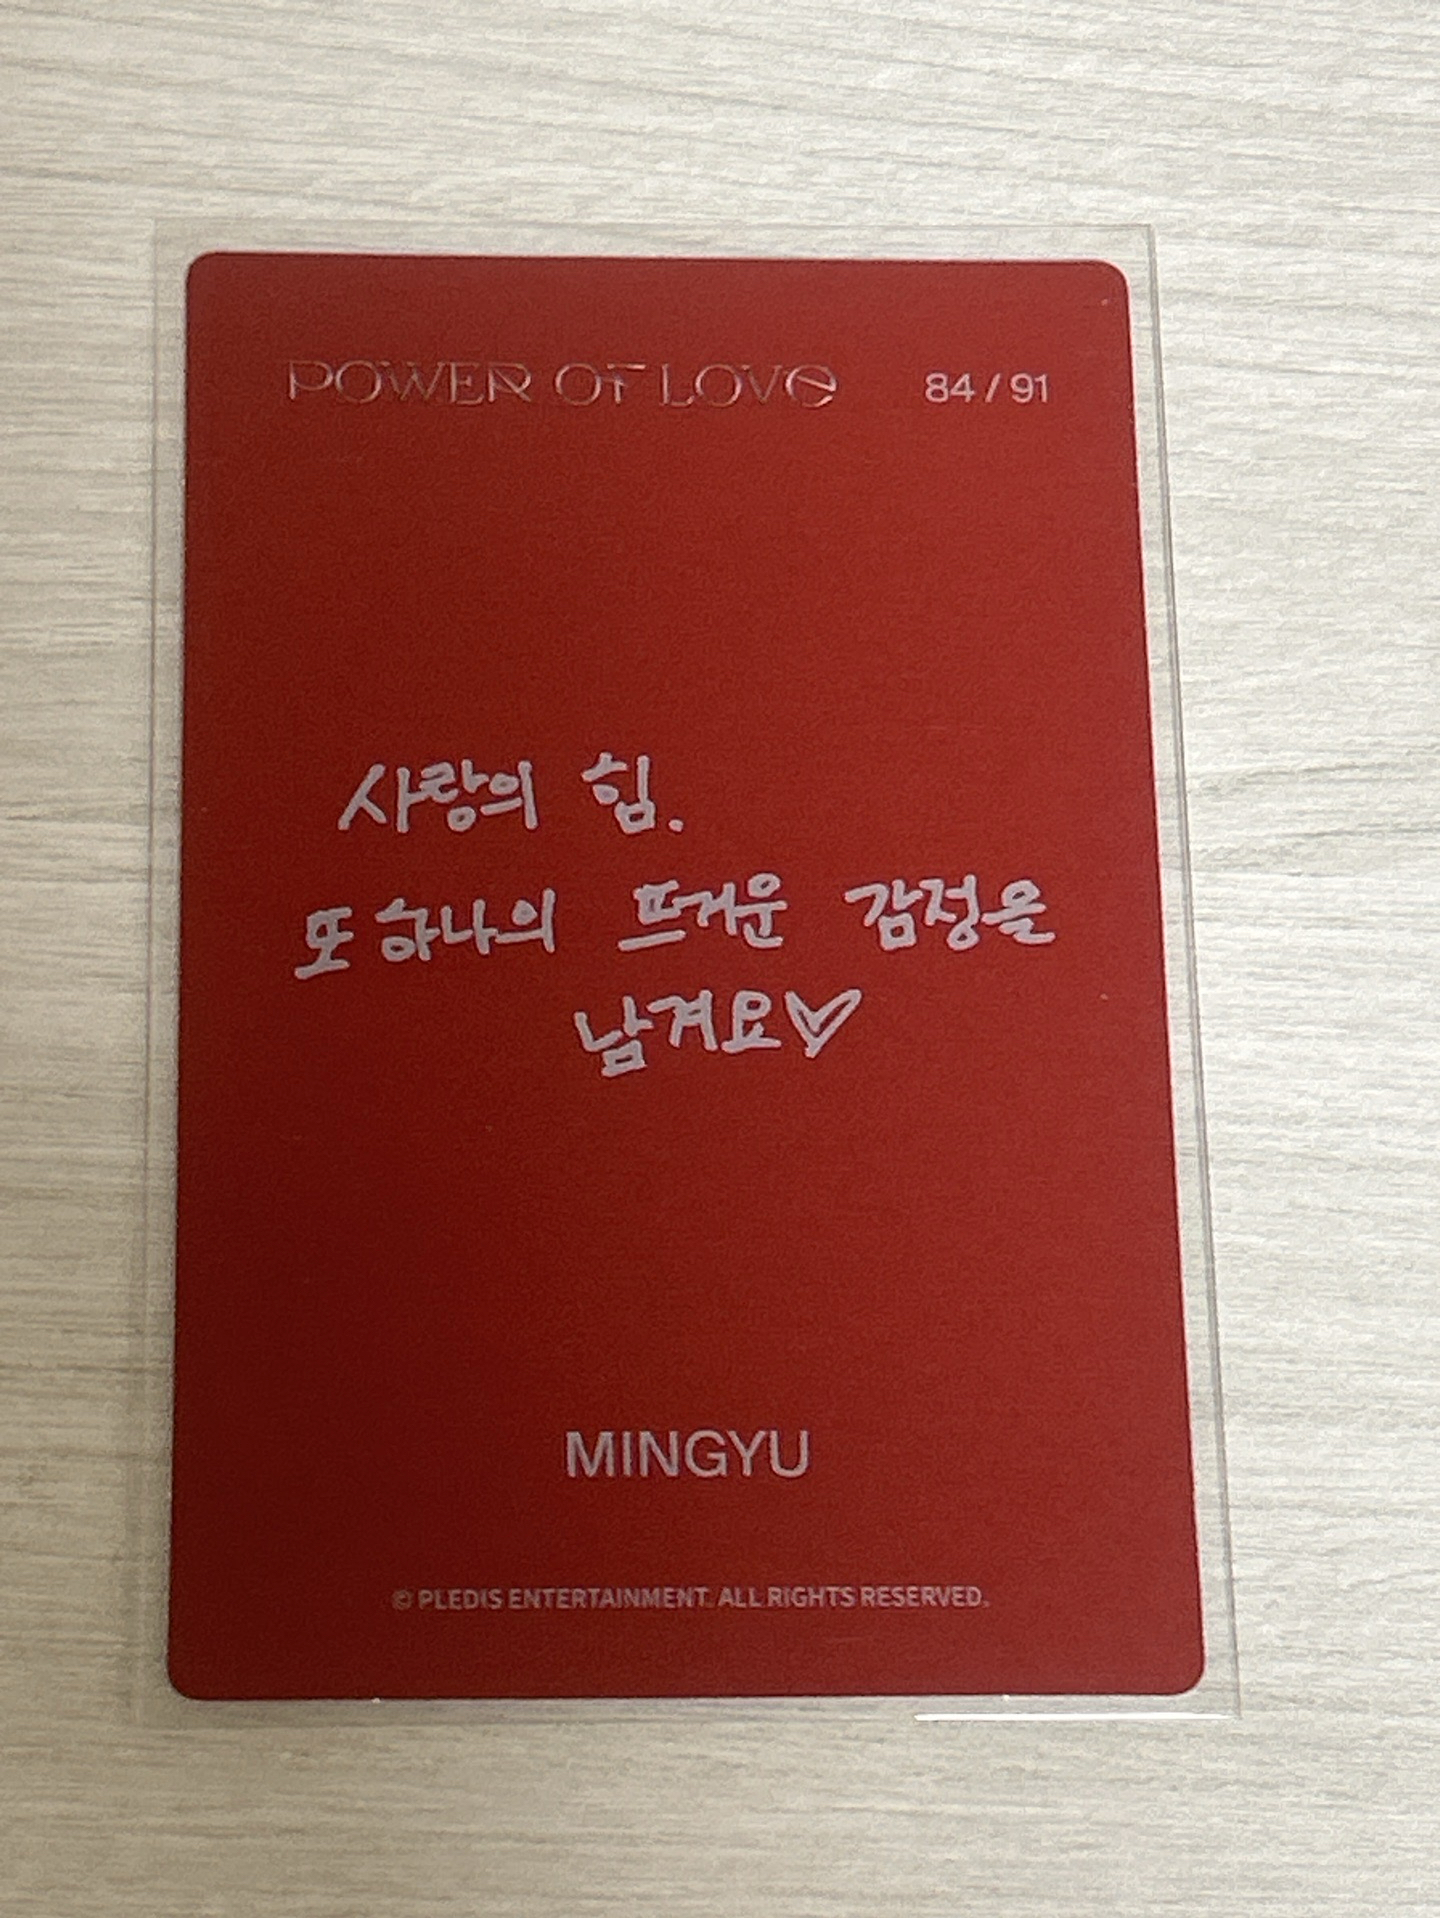 POWER OF LOVE 84 / 91
사랑의 힘.
또 하나의 뜨거운 감정을
남겨요♡
MINGYU
© PLEDIS ENTERTAINMENT. ALL RIGHTS RESERVED.